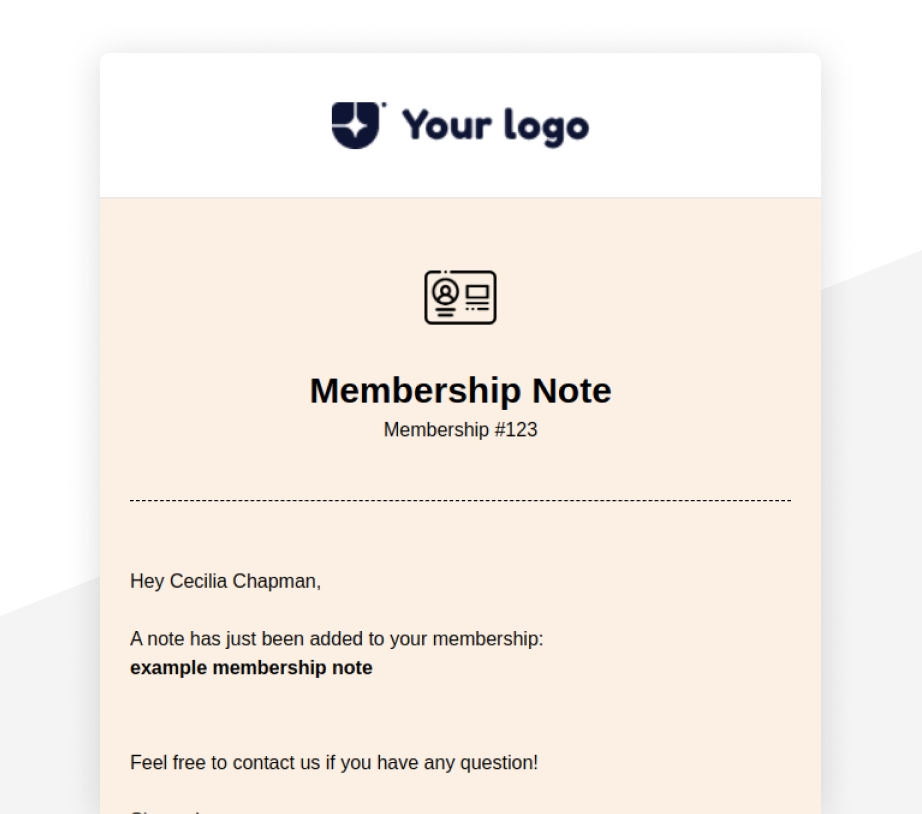 Your logo
Membership Note
Membership #123
Hey Cecilia Chapman,
A note has just been added to your membership:
example membership note
Feel free to contact us if you have any question!